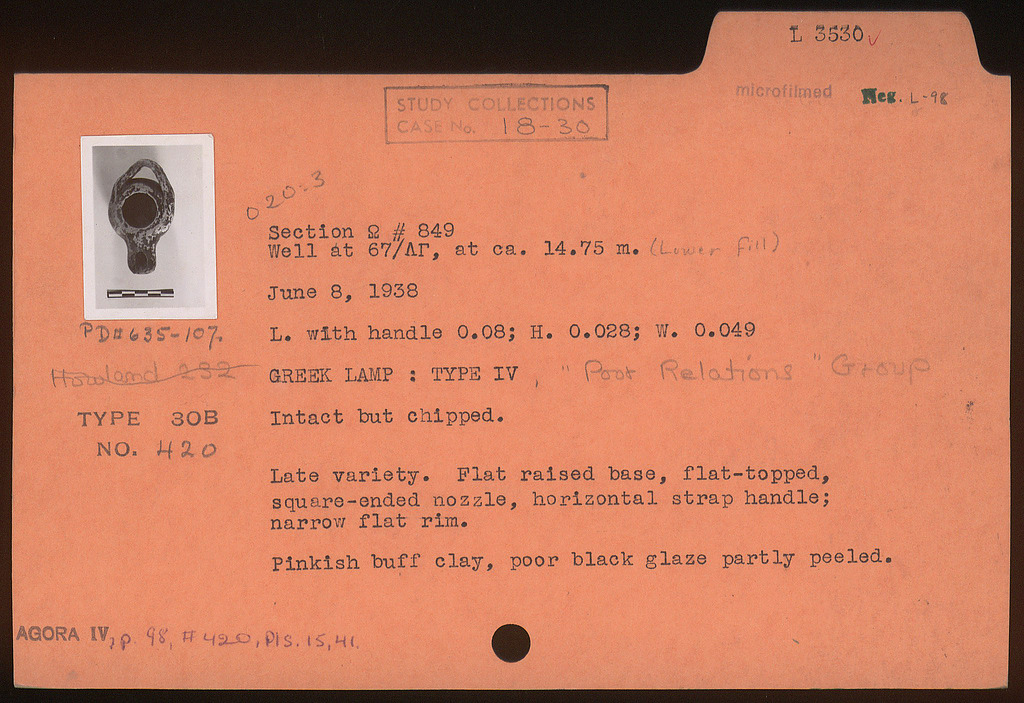 L 3530 ✓
microfilmed Neg. L-98
STUDY COLLECTIONS
CASE No. 18-30
O 20:3
Section Ω # 849
Well at 67/ΛΓ, at ca. 14.75 m. (Lower fill)
June 8, 1938
PD# 635-107.
L. with handle 0.08; H. 0.028; W. 0.049
Howland 232
GREEK LAMP : TYPE IV , "Poor Relations" Group
TYPE 30B
NO. 420
Intact but chipped.
Late variety. Flat raised base, flat-topped,
square-ended nozzle, horizontal strap handle;
narrow flat rim.
Pinkish buff clay, poor black glaze partly peeled.
AGORA IV, p. 98, # 420, Pls. 15, 41.